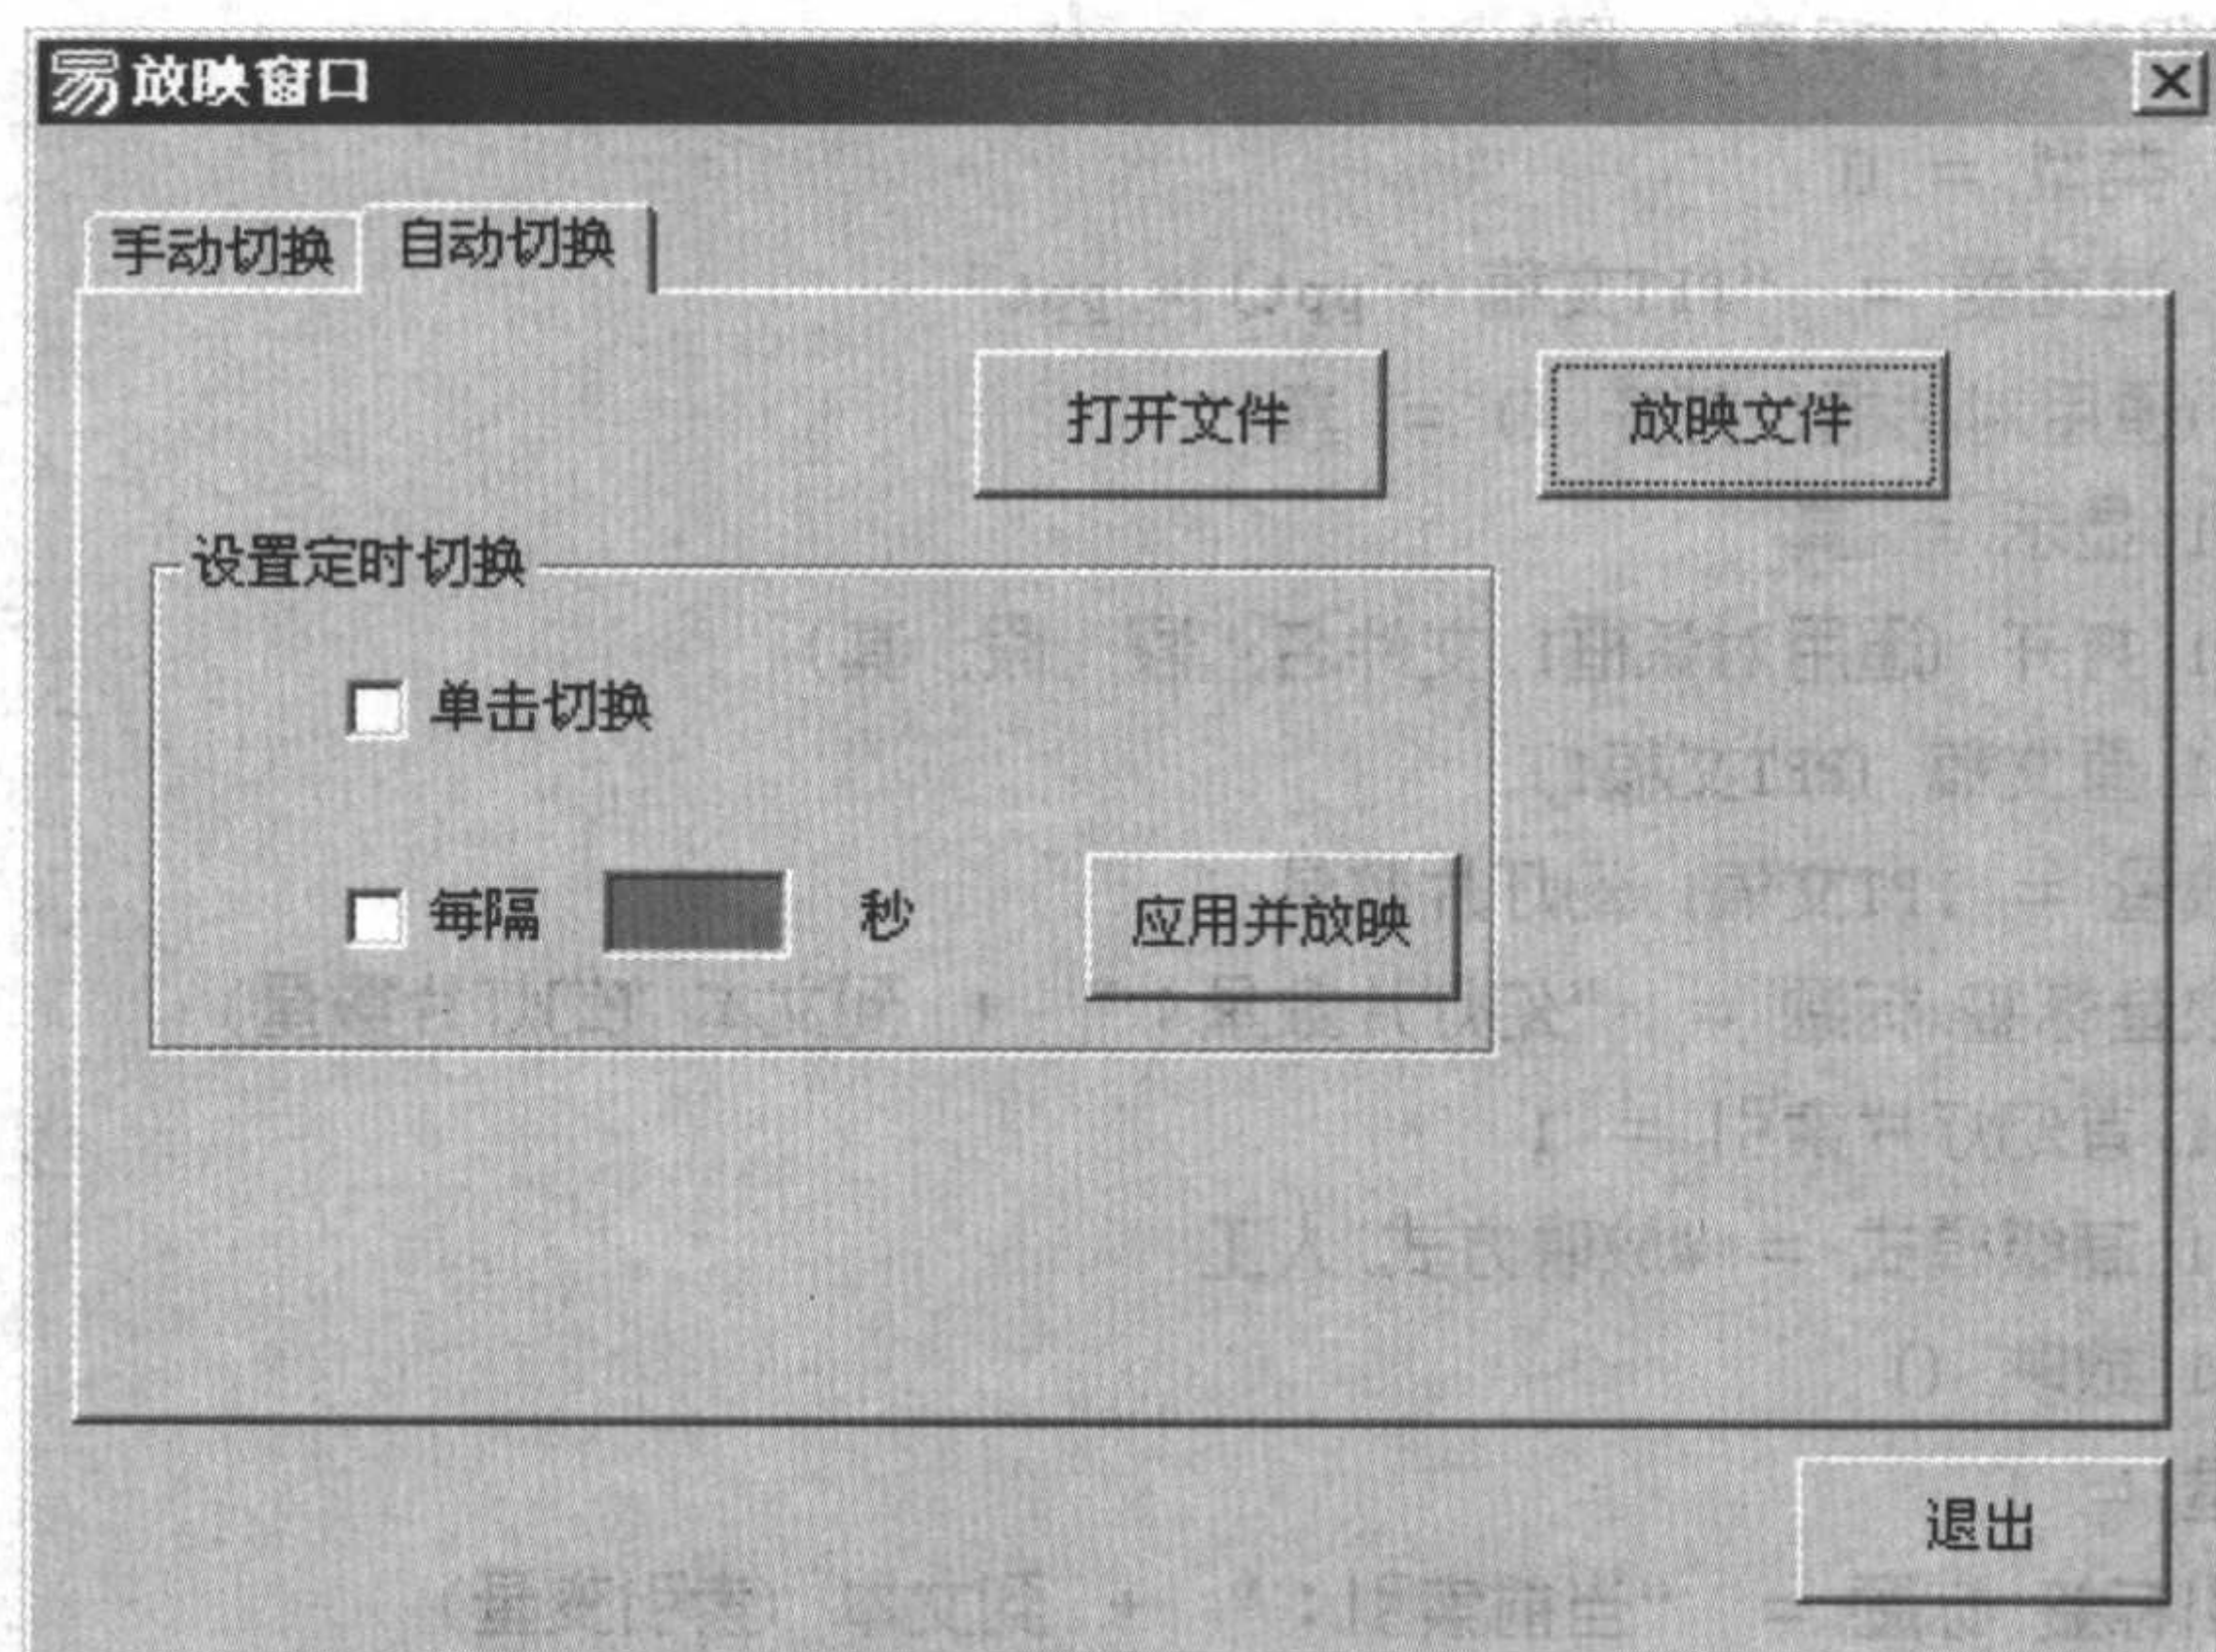 易放映窗口
手动切换 自动切换
打开文件 放映文件
设置定时切换
单击切换
每隔 秒 应用并放映
退出